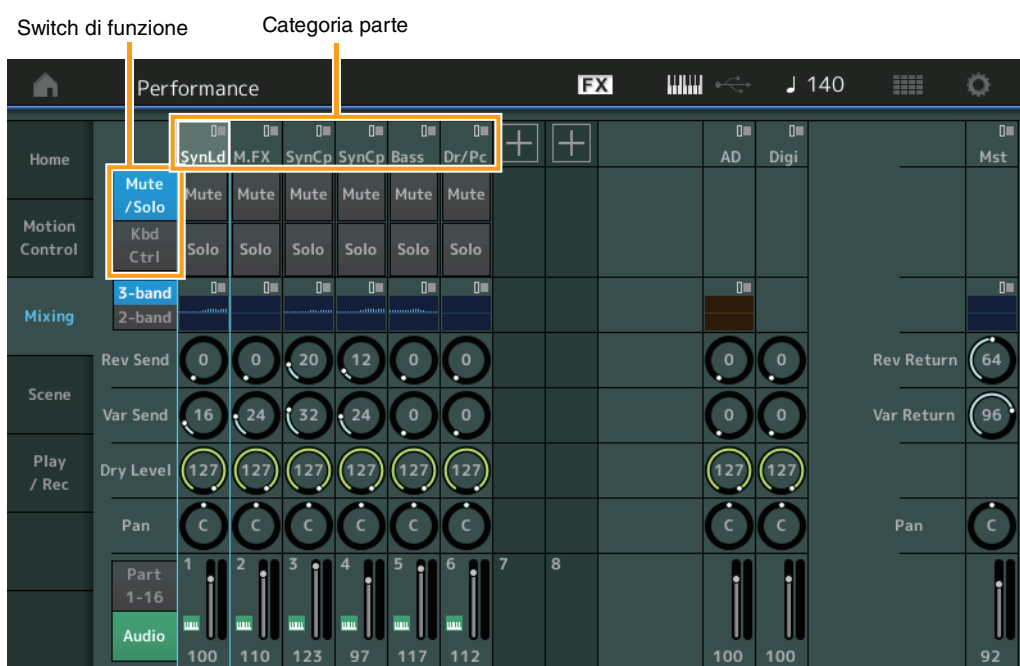 Switch di funzione
Categoria parte
Performance
FX
140
Home
SynLd M.FX SynCp SynCp Bass Dr/Pc AD Digi Mst
Mute
/Solo
Mute Mute Mute Mute Mute Mute
Motion
Control
Kbd
Ctrl
Solo Solo Solo Solo Solo Solo
Mixing
3-band
2-band
Rev Send 0 0 20 12 0 0 0 0 Rev Return 64
Scene
Var Send 16 24 32 24 0 0 0 0 Var Return 96
Play
/ Rec
Dry Level 127 127 127 127 127 127 127 127
Pan C C C C C C C C Pan C
Part
1-16
1 2 3 4 5 6 7 8
Audio
100 110 123 97 117 112 100 100 92